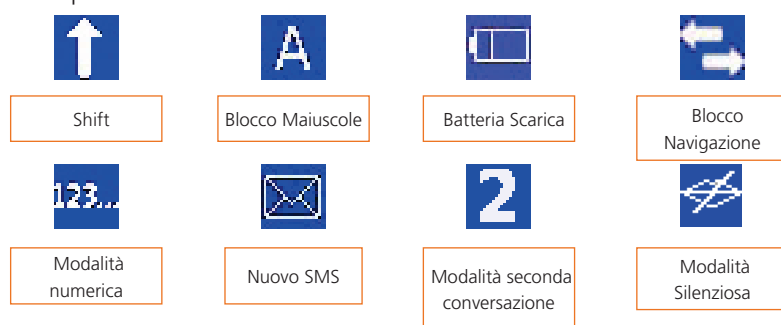 A
Shift
Blocco Maiuscole
Batteria Scarica
Blocco
Navigazione
123...
2
Modalità
numerica
Nuovo SMS
Modalità seconda
conversazione
Modalità
Silenziosa